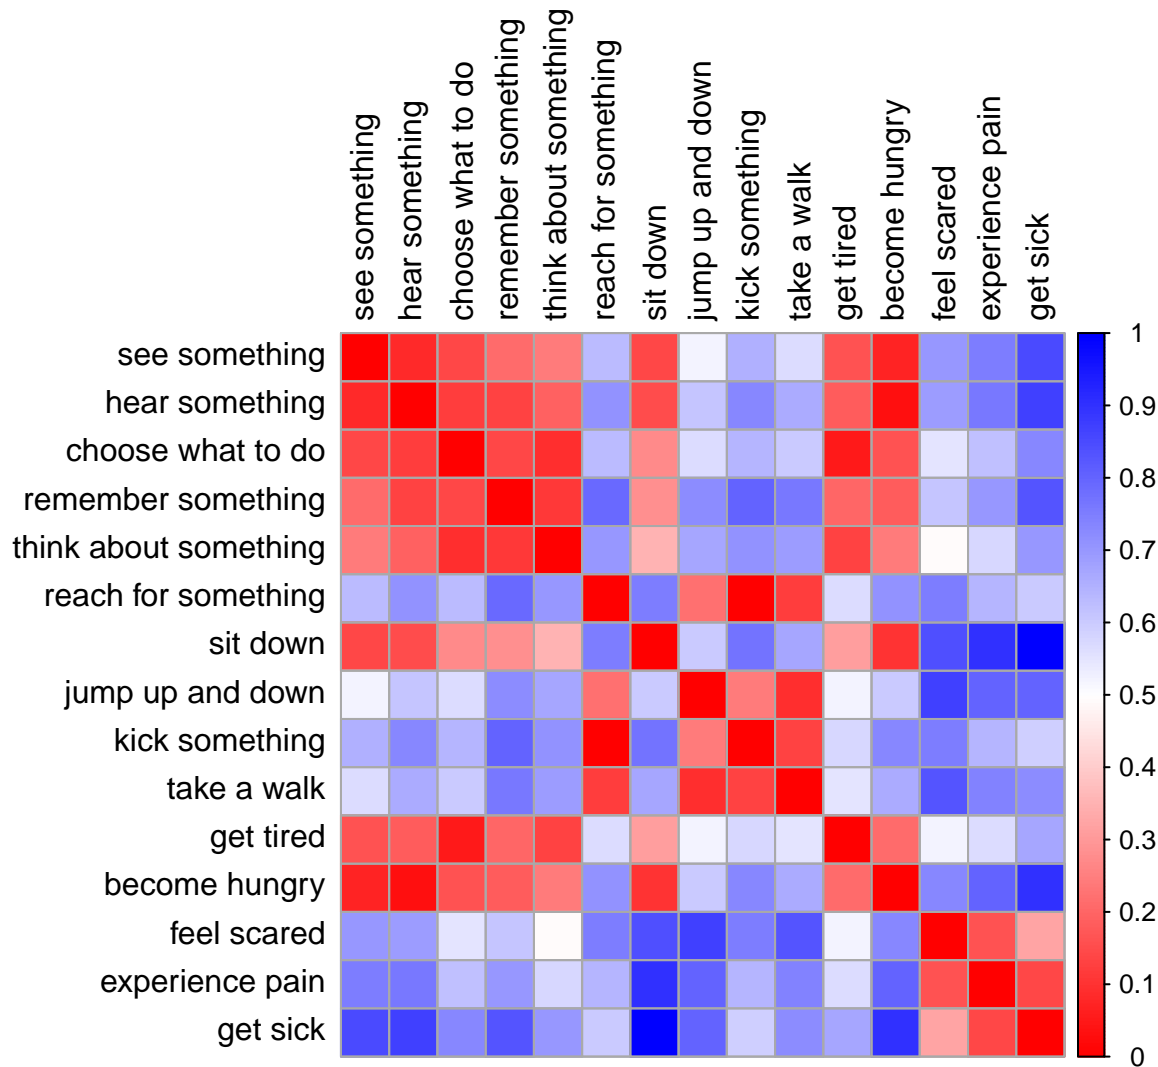 see something
hear something
choose what to do
remember something
think about something
reach for something
sit down
jump up and down
kick something
take a walk
get tired
become hungry
feel scared
experience pain
get sick
see something
hear something
choose what to do
remember something
think about something
reach for something
sit down
jump up and down
kick something
take a walk
get tired
become hungry
feel scared
experience pain
get sick
1
0.9
0.8
0.7
0.6
0.5
0.4
0.3
0.2
0.1
0